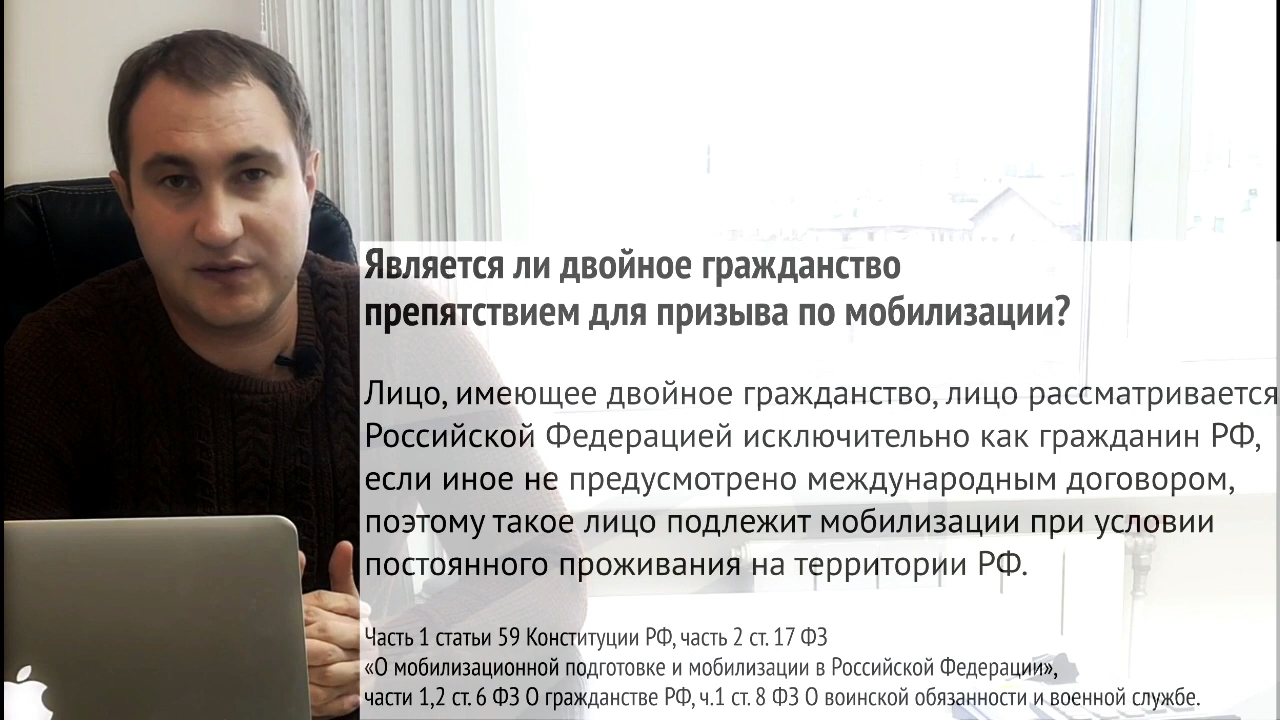 Является ли двойное гражданство
препятствием для призыва по мобилизации?
Лицо, имеющее двойное гражданство, лицо рассматривается
Российской Федерацией исключительно как гражданин РФ,
если иное не предусмотрено международным договором,
поэтому такое лицо подлежит мобилизации при условии
постоянного проживания на территории РФ.
Часть 1 статьи 59 Конституции РФ, часть 2 ст. 17 ФЗ
«О мобилизационной подготовке и мобилизации в Российской Федерации»,
части 1,2 ст. 6 ФЗ О гражданстве РФ, ч.1 ст. 8 ФЗ О воинской обязанности и военной службе.